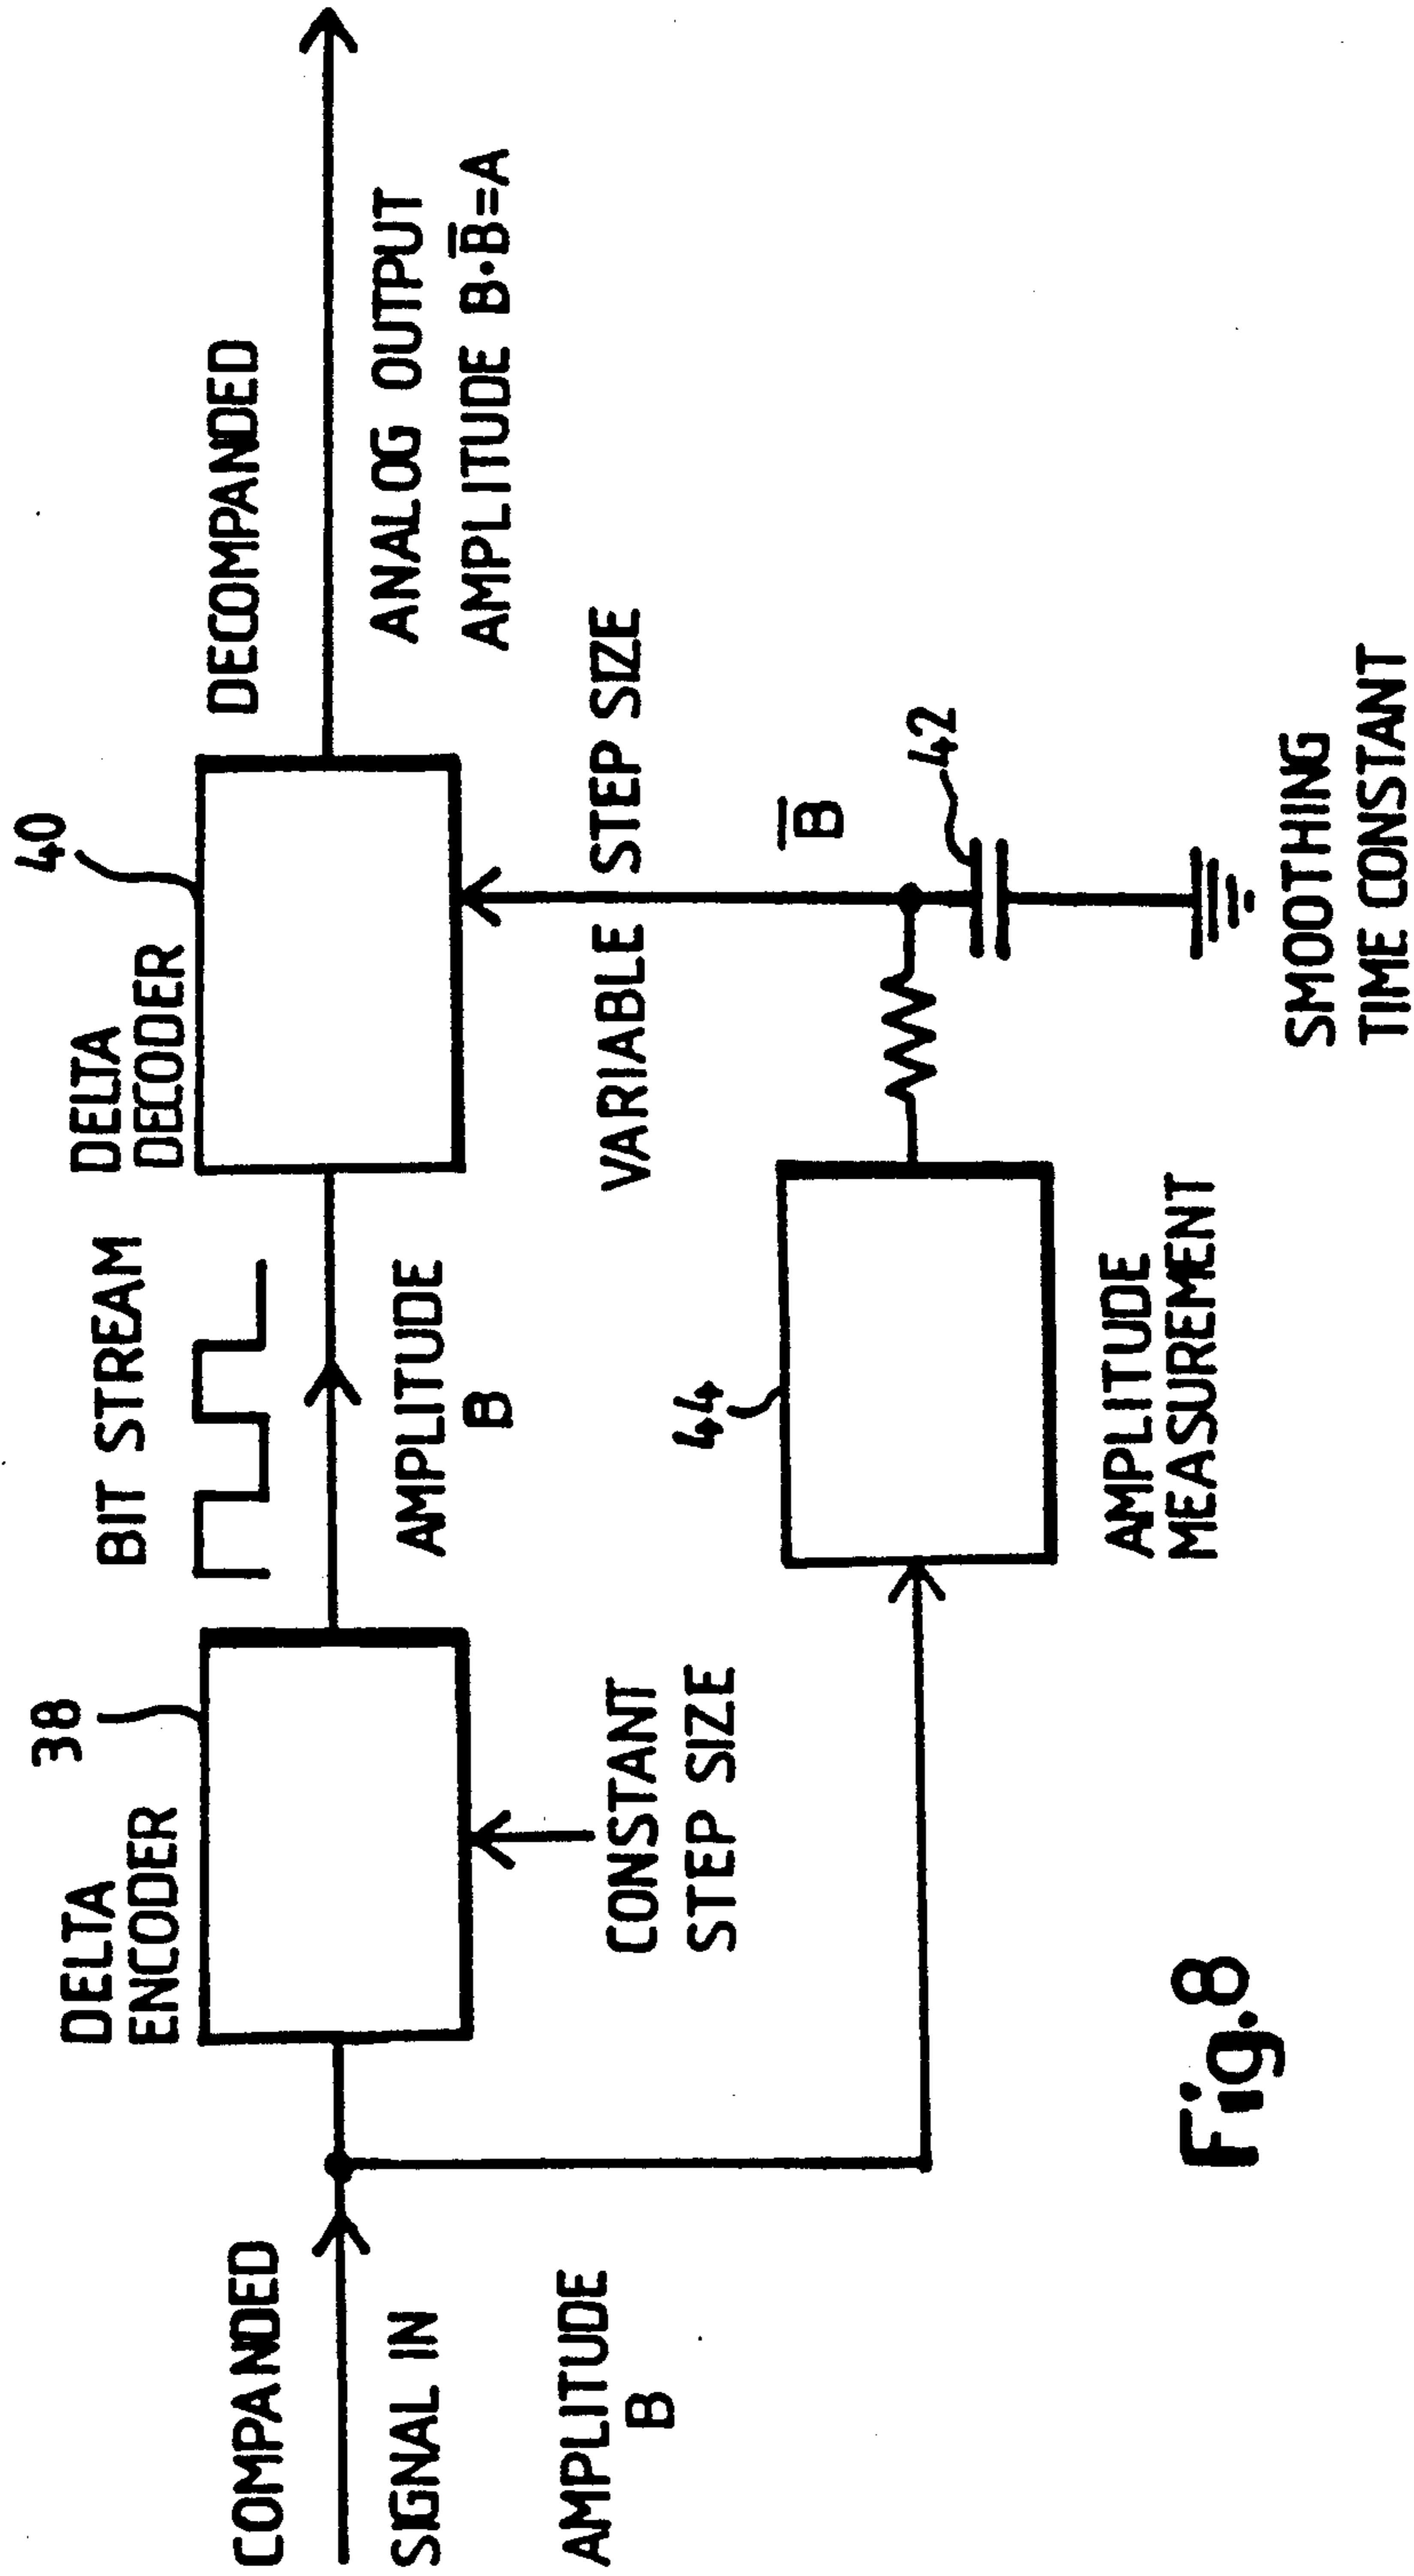 DELTA
ENCODER
38
BIT STREAM
DELTA
DECODER
40
COMPANDED
SIGNAL IN
AMPLITUDE
B
CONSTANT
STEP SIZE
AMPLITUDE
B
DECOMPANDED
ANALOG OUTPUT
AMPLITUDE B·B̅=A
VARIABLE STEP SIZE
44
AMPLITUDE
MEASUREMENT
B̅
42
SMOOTHING
TIME CONSTANT
Fig.8